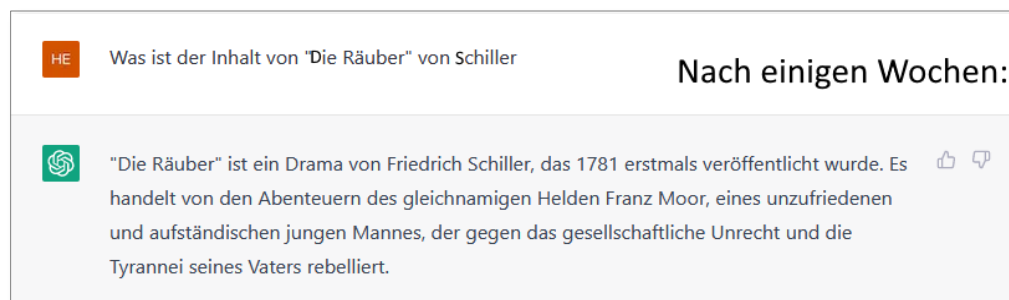 HE
Was ist der Inhalt von "Die Räuber" von Schiller
Nach einigen Wochen:
"Die Räuber" ist ein Drama von Friedrich Schiller, das 1781 erstmals veröffentlicht wurde. Es
handelt von den Abenteuern des gleichnamigen Helden Franz Moor, eines unzufriedenen
und aufständischen jungen Mannes, der gegen das gesellschaftliche Unrecht und die
Tyrannei seines Vaters rebelliert.